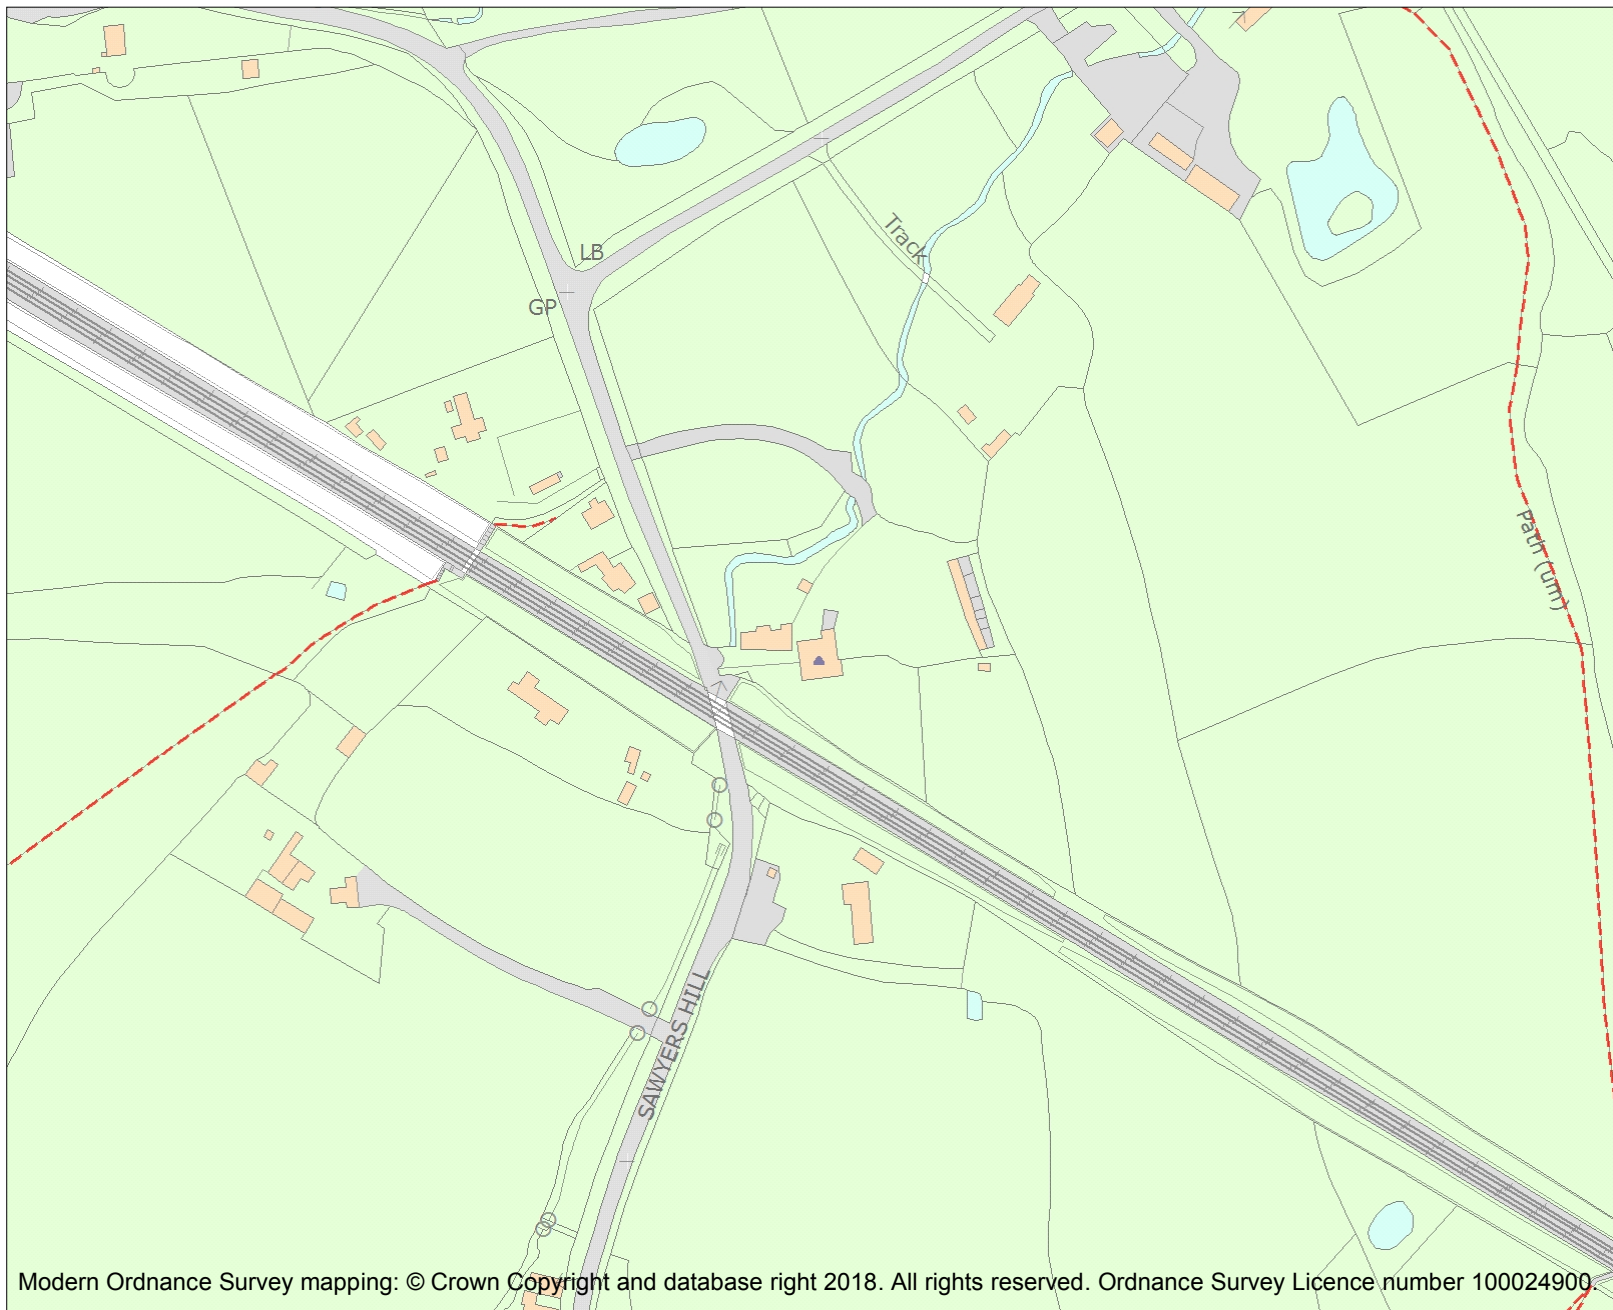 LB
Track
GP
Path (um)
SAWYERS HILL
Modern Ordnance Survey mapping: © Crown Copyright and database right 2018. All rights reserved. Ordnance Survey Licence number 100024900.